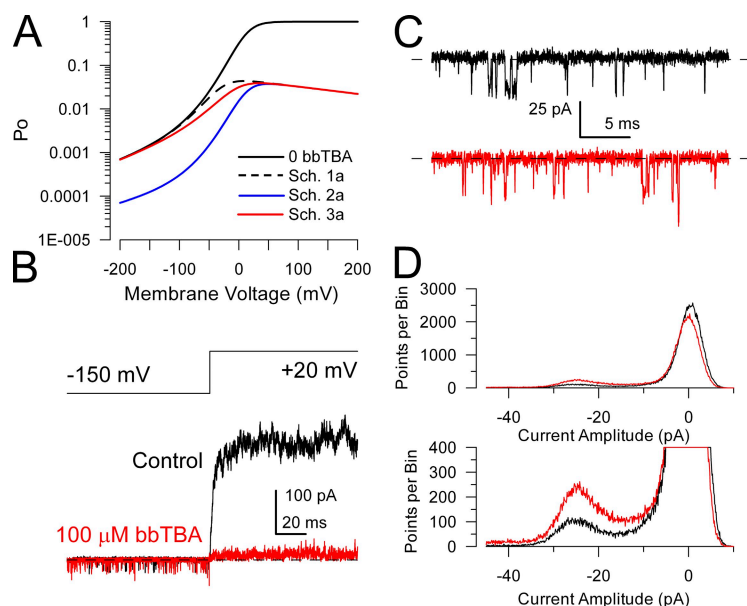 A
1
0.1
0.01
0.001
0.0001
1E-005
Po
0 bbTBA
Sch. 1a
Sch. 2a
Sch. 3a
-200
-100
0
100
200
Membrane Voltage (mV)
B
-150 mV
+20 mV
Control
100 µM bbTBA
100 pA
20 ms
C
25 pA
5 ms
D
3000
2000
1000
0
Points per Bin
-40
-20
0
Current Amplitude (pA)
400
300
200
100
0
Points per Bin
-40
-20
0
Current Amplitude (pA)